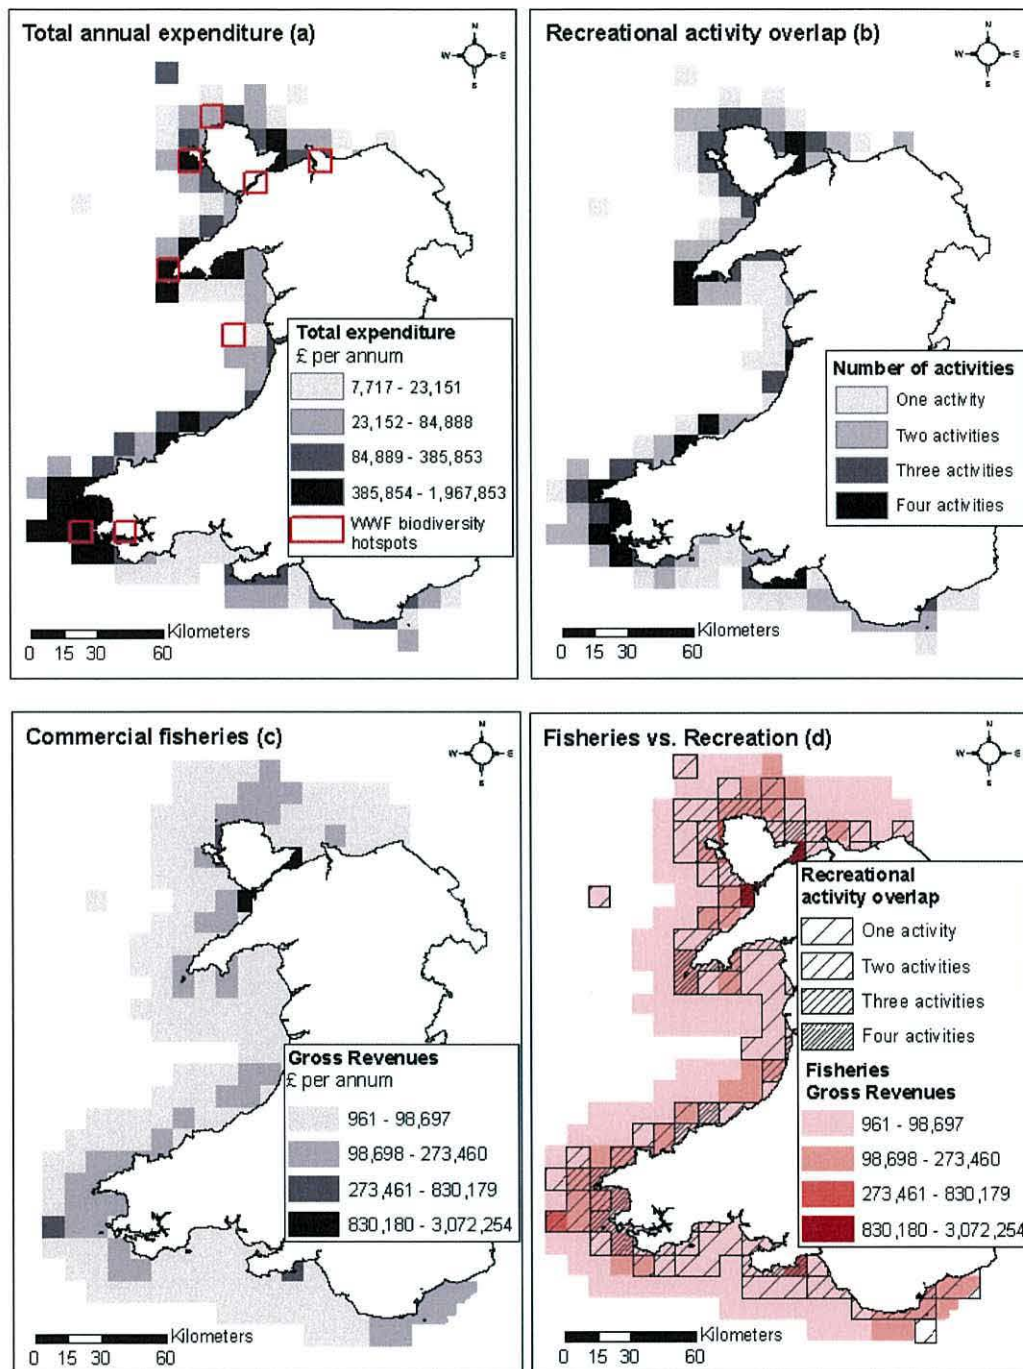 Total annual expenditure (a)
N
W
E
S
Total expenditure
£ per annum
7,717 - 23,151
23,152 - 84,888
84,889 - 385,853
385,854 - 1,967,853
WWF biodiversity
hotspots
Kilometers
0 15 30 60
Recreational activity overlap (b)
N
W
E
S
Number of activities
One activity
Two activities
Three activities
Four activities
Kilometers
0 15 30 60
Commercial fisheries (c)
N
W
E
S
Gross Revenues
£ per annum
961 - 98,697
98,698 - 273,460
273,461 - 830,179
830,180 - 3,072,254
Kilometers
0 15 30 60
Fisheries vs. Recreation (d)
N
W
E
S
Recreational
activity overlap
One activity
Two activities
Three activities
Four activities
Fisheries
Gross Revenues
961 - 98,697
98,698 - 273,460
273,461 - 830,179
830,180 - 3,072,254
Kilometers
0 15 30 60